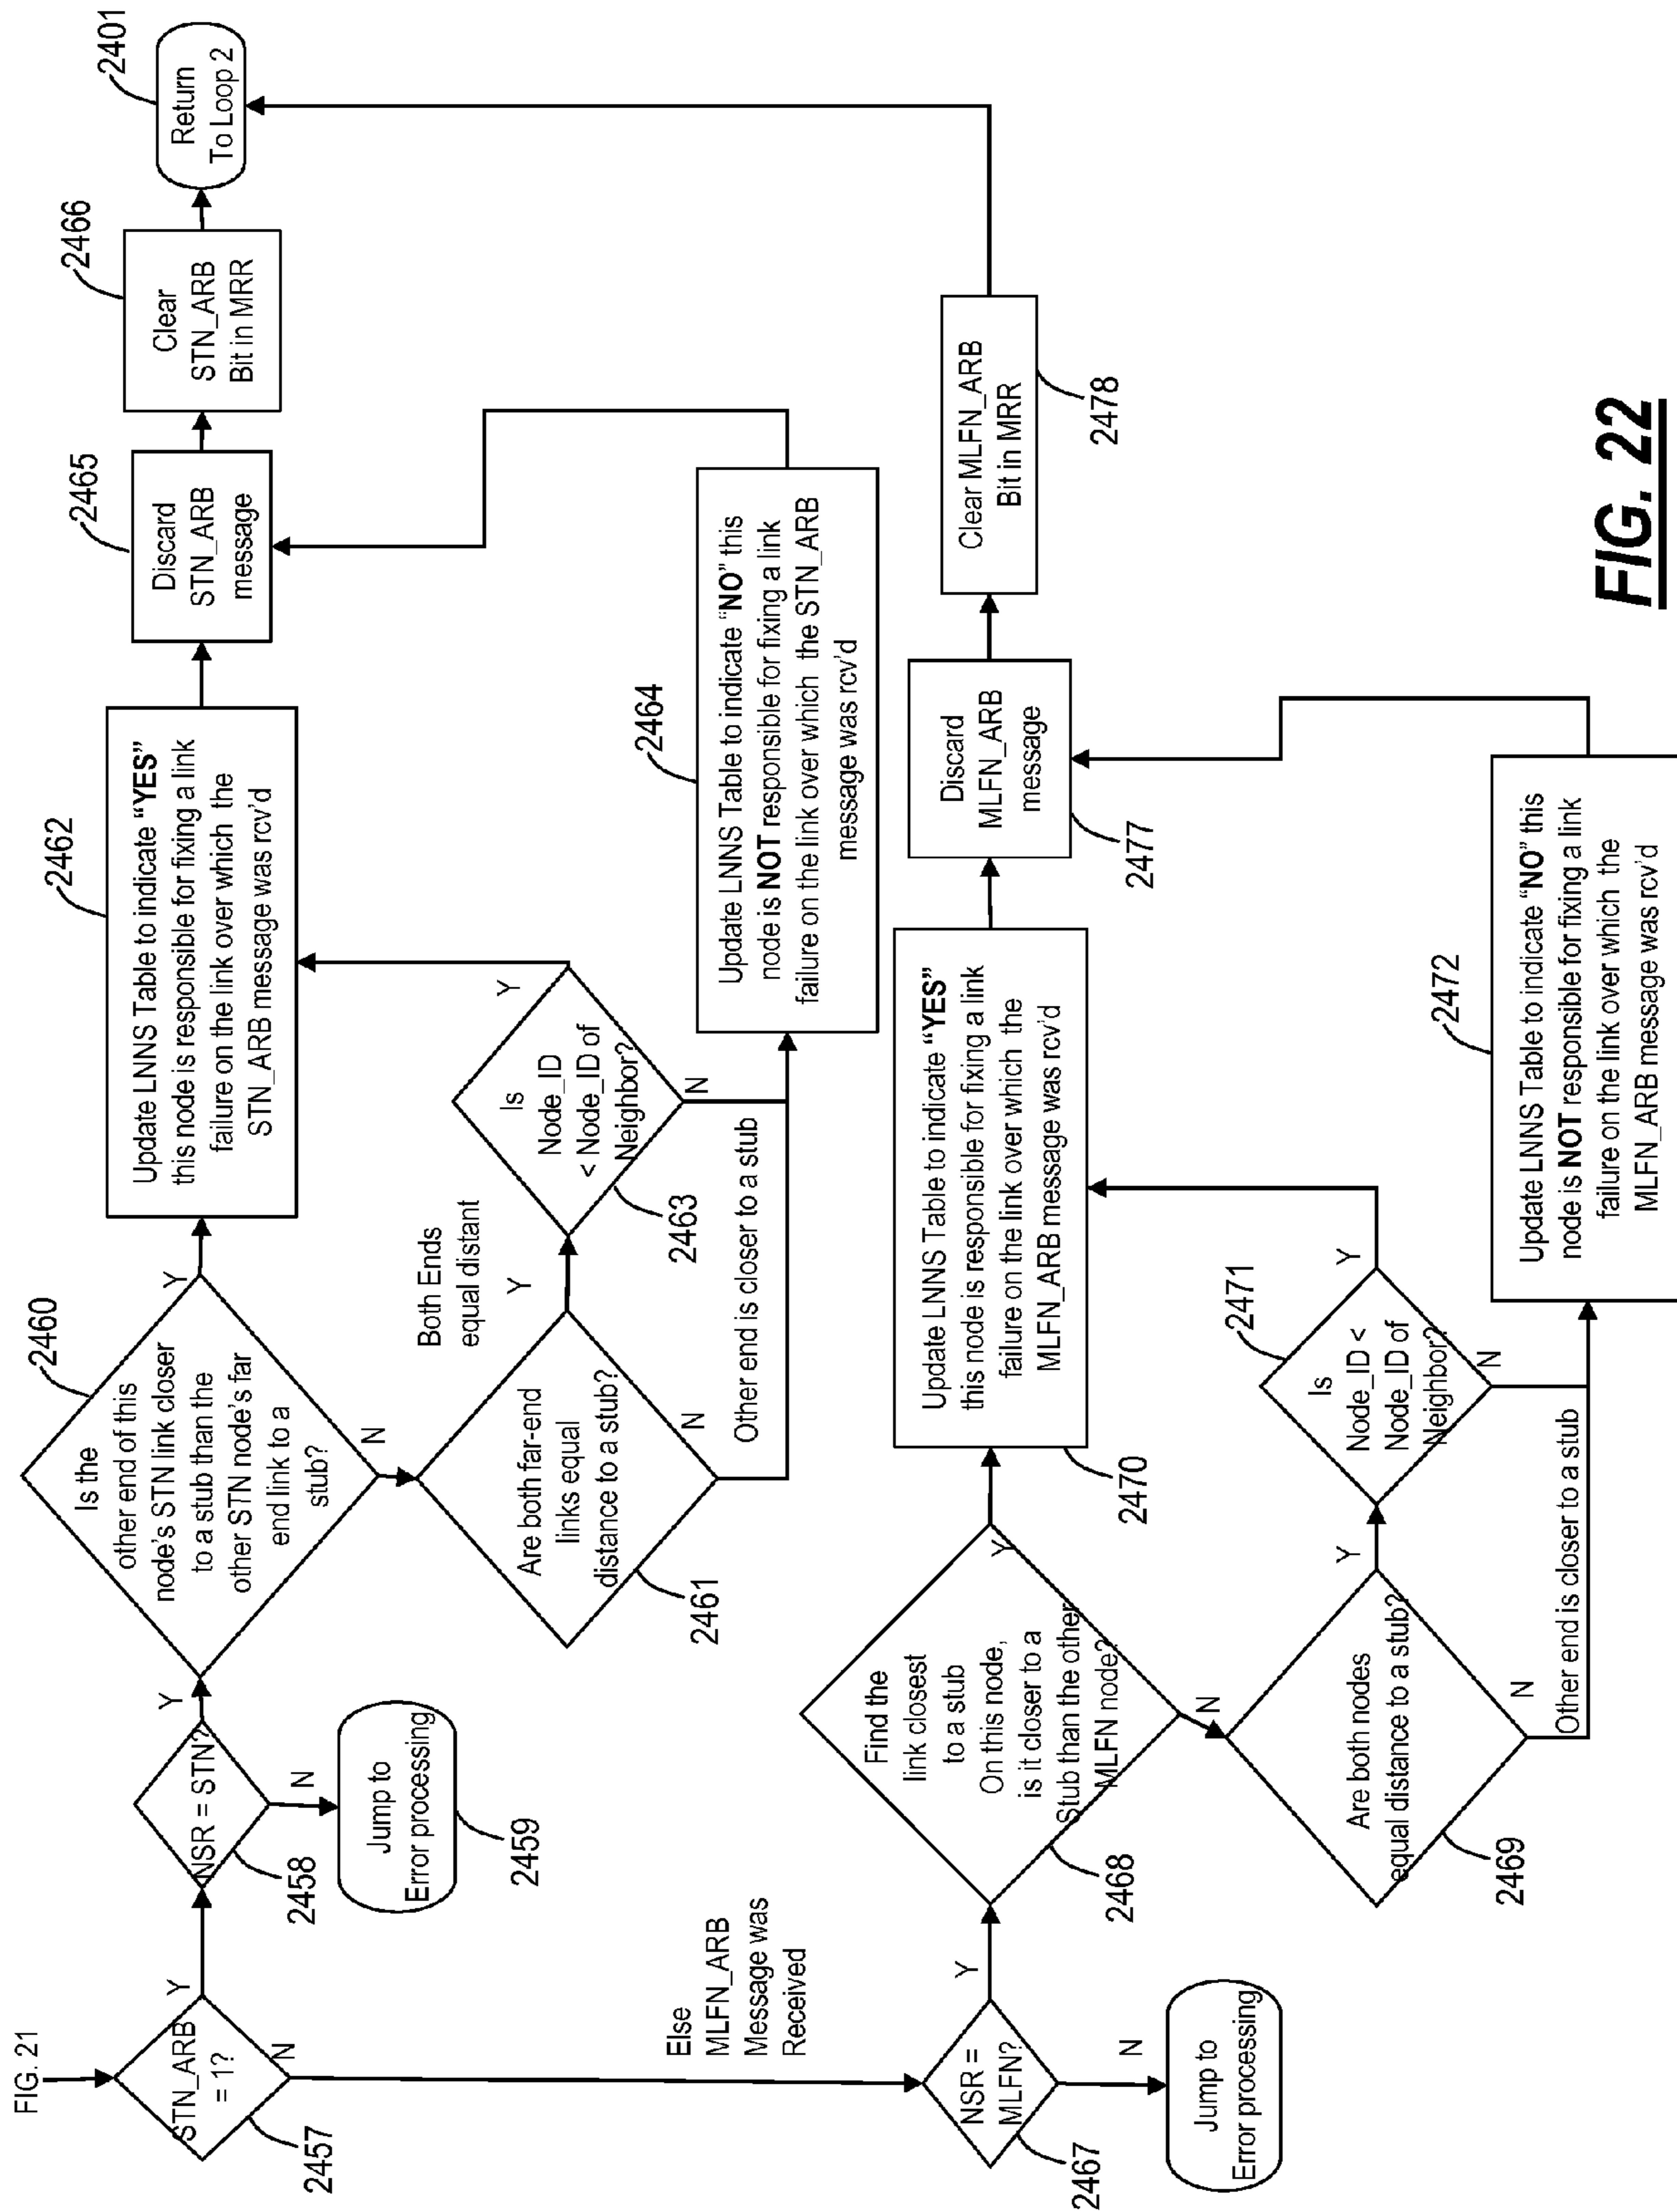 FIG. 21
STN_ARB
= 1?
2457
Y
N
NSR = STN?
2458
Y
N
Jump to
Error processing
2459
Is the
other end of this
node's STN link closer
to a stub than the
other STN node's far
end link to a
stub?
2460
Y
N
Are both far-end
links equal
distance to a stub?
2461
Both Ends
equal distant
Y
N
Other end is closer to a stub
Is
Node_ID
< Node_ID of
Neighbor?
2463
Y
N
Update LNNS Table to indicate "YES"
this node is responsible for fixing a link
failure on the link over which the
STN_ARB message was rcv'd
2462
Update LNNS Table to indicate "NO" this
node is NOT responsible for fixing a link
failure on the link over which the STN_ARB
message was rcv'd
2464
Discard
STN_ARB
message
2465
Clear
STN_ARB
Bit in MRR
2466
Return
To Loop 2
2401
Else
MLFN_ARB
Message was
Received
NSR =
MLFN?
2467
Y
N
Jump to
Error processing
Find the
link closest
to a stub
On this node,
is it closer to a
Stub than the other
MLFN node?
2468
Y
N
Are both nodes
equal distance to a stub?
2469
Y
N
Other end is closer to a stub
Is
Node_ID <
Node_ID of
Neighbor?
2471
Y
N
Update LNNS Table to indicate "YES"
this node is responsible for fixing a link
failure on the link over which the
MLFN_ARB message was rcv'd
2470
Update LNNS Table to indicate "NO" this
node is NOT responsible for fixing a link
failure on the link over which the
MLFN_ARB message was rcv'd
2472
Discard
MLFN_ARB
message
2477
Clear MLFN_ARB
Bit in MRR
2478
FIG. 22